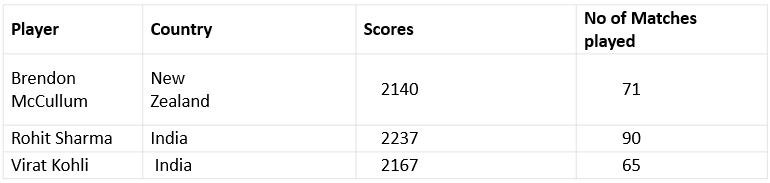 Player Country Scores No of Matches played
Brendon McCullum New Zealand 2140 71
Rohit Sharma India 2237 90
Virat Kohli India 2167 65